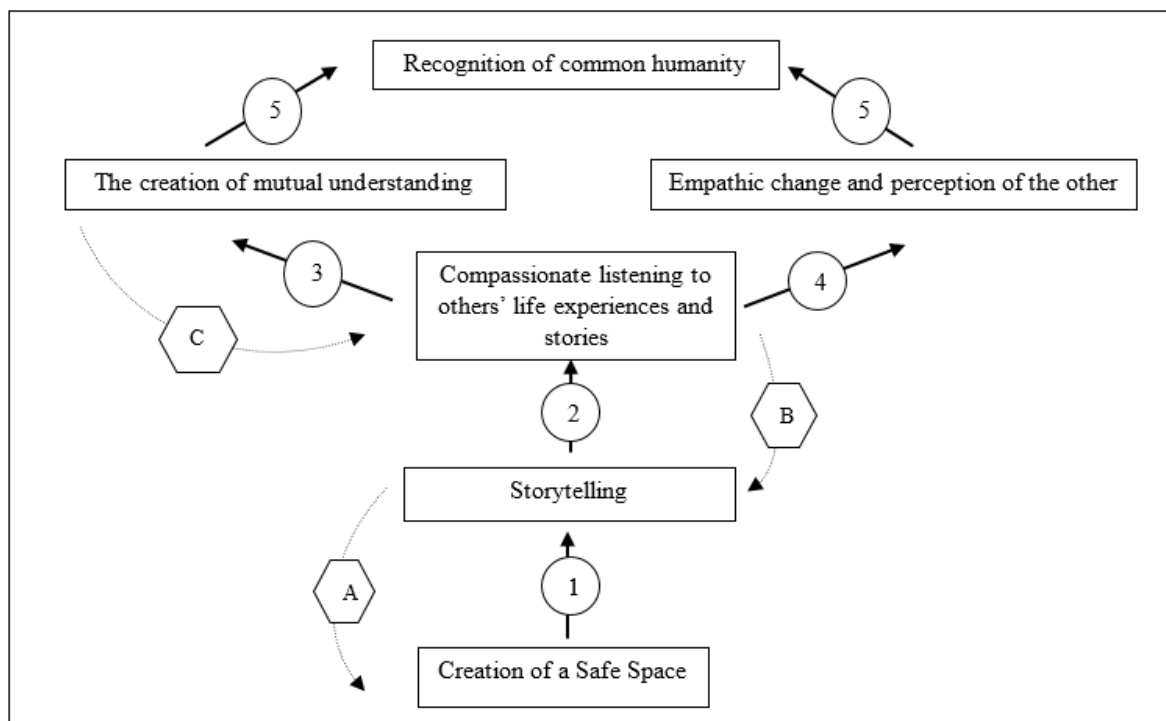 Recognition of common humanity
5
5
The creation of mutual understanding
Empathic change and perception of the other
3
Compassionate listening to
others’ life experiences and
stories
4
C
2
B
Storytelling
A
1
Creation of a Safe Space